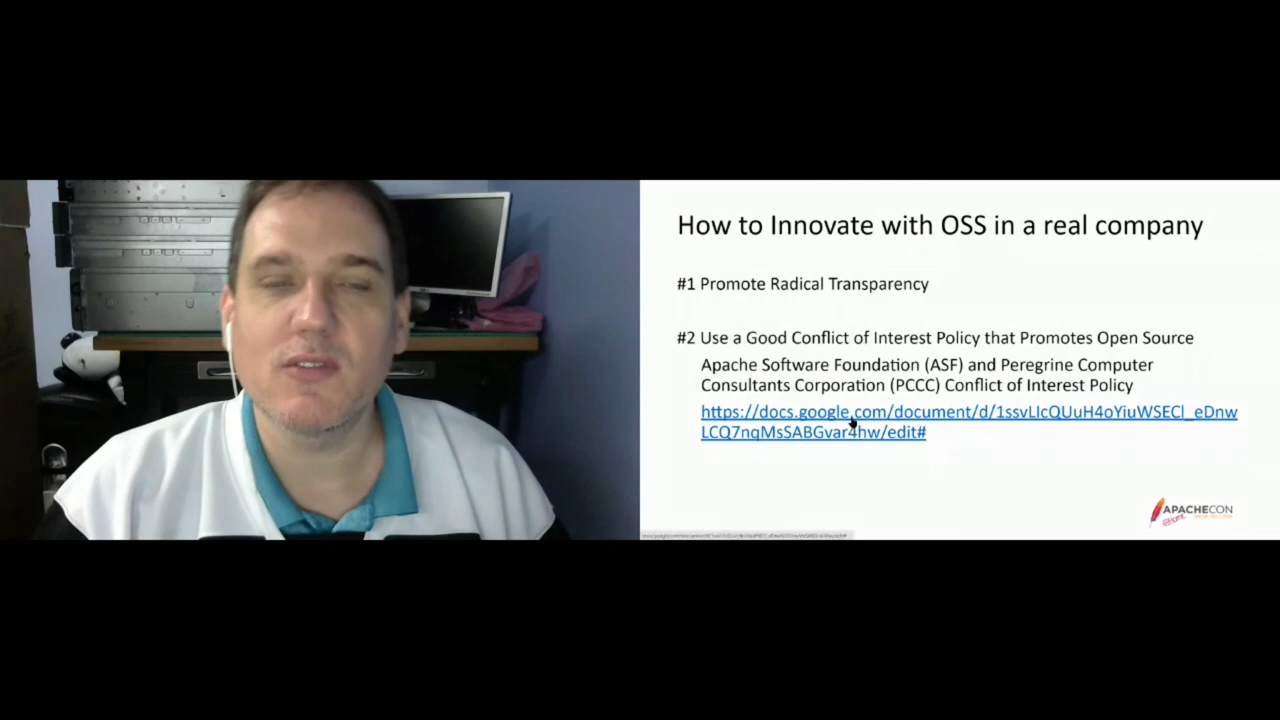 How to Innovate with OSS in a real company
#1 Promote Radical Transparency
#2 Use a Good Conflict of Interest Policy that Promotes Open Source
Apache Software Foundation (ASF) and Peregrine Computer
Consultants Corporation (PCCC) Conflict of Interest Policy
https://docs.google.com/document/d/1ssvLIcQUuH4oYiuWSECl_eDnw
LCQ7nqMsSABGvar4hw/edit#
APACHECON
@Home